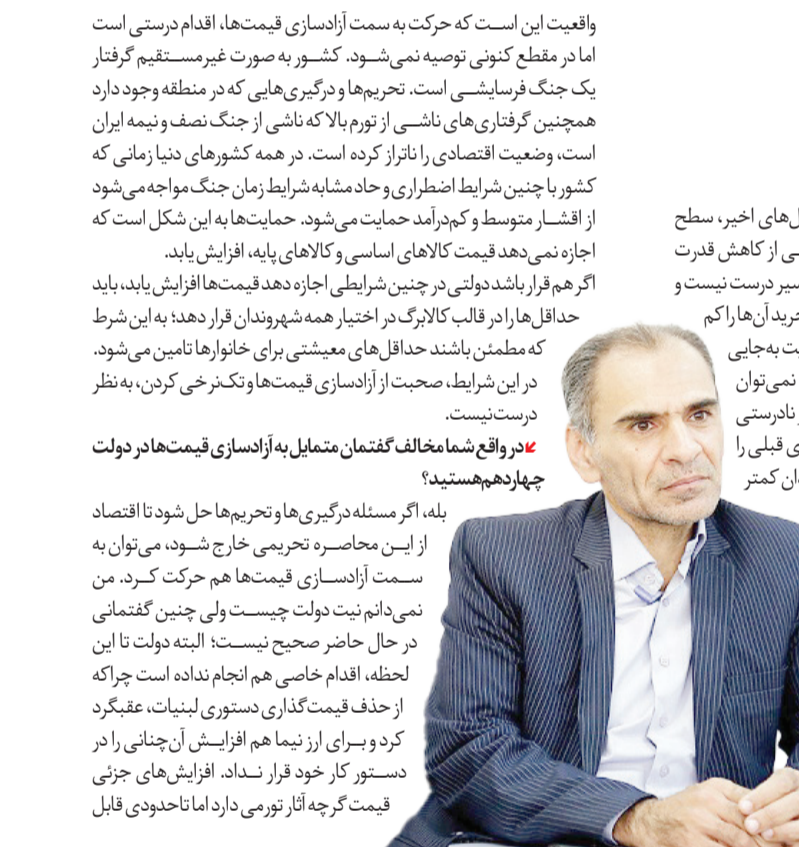 ل‌های اخیر، سطح
ـی از کاهش قدرت
سیر درست نیست و
خرید آن‌ها را کم
ت به‌جایی
نمی‌توان
نادرستی
ی قبلی را
ان کمتر
واقعیت این است که حرکت به سمت آزادسازی قیمت‌ها، اقدام درستی است
اما در مقطع کنونی توصیه نمی‌شود. کشور به صورت غیرمستقیم گرفتار
یک جنگ فرسایشی است. تحریم‌ها و درگیری‌هایی که در منطقه وجود دارد
همچنین گرفتاری‌های ناشی از تورم بالا که ناشی از جنگ نصف و نیمه ایران
است، وضعیت اقتصادی را ناتراز کرده است. در همه کشورهای دنیا زمانی که
کشور با چنین شرایط اضطراری و حاد مشابه شرایط زمان جنگ مواجه می‌شود
از اقشار متوسط و کم‌درآمد حمایت می‌شود. حمایت‌ها به این شکل است که
اجازه نمی‌دهد قیمت کالاهای اساسی و کالاهای پایه، افزایش یابد.
اگر هم قرار باشد دولتی در چنین شرایطی اجازه دهد قیمت‌ها افزایش یابد، باید
حداقل‌ها را در قالب کالابرگ در اختیار همه شهروندان قرار دهد؛ به این شرط
که مطمئن باشند حداقل‌های معیشتی برای خانوارها تامین می‌شود.
در این شرایط، صحبت از آزادسازی قیمت‌ها و تک‌نرخی کردن، به نظر
درست نیست.
در واقع شما مخالف گفتمان متمایل به آزادسازی قیمت‌ها در دولت
چهاردهم هستید؟
بله، اگر مسئله درگیری‌ها و تحریم‌ها حل شود تا اقتصاد
از این محاصره تحریمی خارج شود، می‌توان به
سمت آزادسازی قیمت‌ها هم حرکت کرد. من
نمی‌دانم نیت دولت چیست ولی چنین گفتمانی
در حال حاضر صحیح نیست؛ البته دولت تا این
لحظه، اقدام خاصی هم انجام نداده است چراکه
از حذف قیمت‌گذاری دستوری لبنیات، عقبگرد
کرد و برای ارز نیما هم افزایش آن‌چنانی را در
دستور کار خود قرار نداد. افزایش‌های جزئی
قیمت گرچه آثار تورمی دارد اما تا حدودی قابل